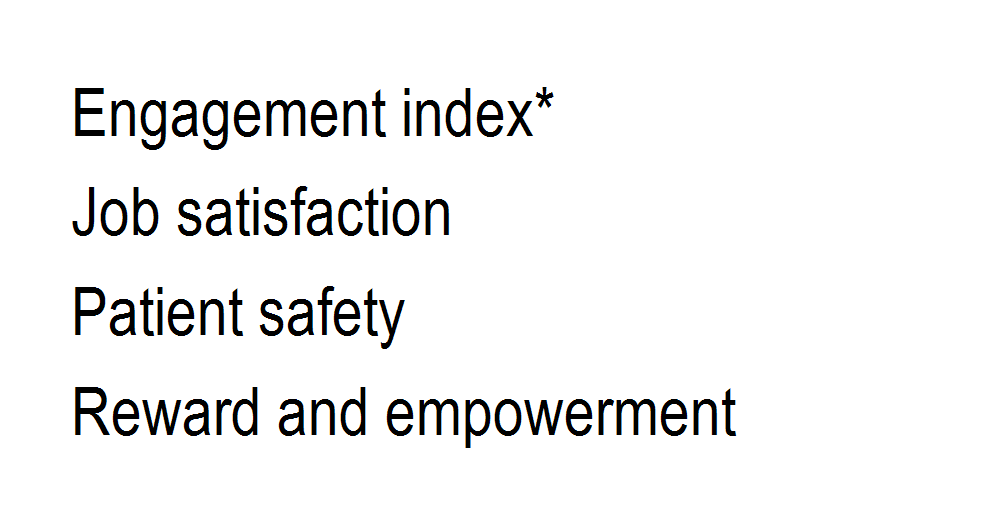 Engagement index*
Job satisfaction
Patient safety
Reward and empowerment